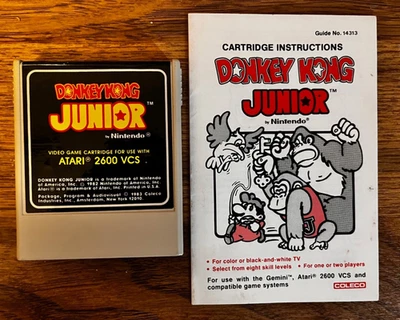 DONKEY KONG
JUNIOR™
by Nintendo®
VIDEO GAME CARTRIDGE FOR USE WITH
ATARI® 2600 VCS
DONKEY KONG JUNIOR is a trademark of Nintendo
of America, Inc. © 1982 Nintendo of America, Inc.
Atari® is a trademark of Atari, Inc. Printed in U.S.A.
Package, Program & Audiovisual © 1983 Coleco
Industries, Inc., Amsterdam, New York 12010
Guide No. 14313
CARTRIDGE INSTRUCTIONS
DONKEY KONG
JUNIOR™
by Nintendo®
• For color or black-and-white TV
• Select from eight skill levels • For one or two players
For use with the Gemini™, Atari® 2600 VCS and
compatible game systems
COLECO